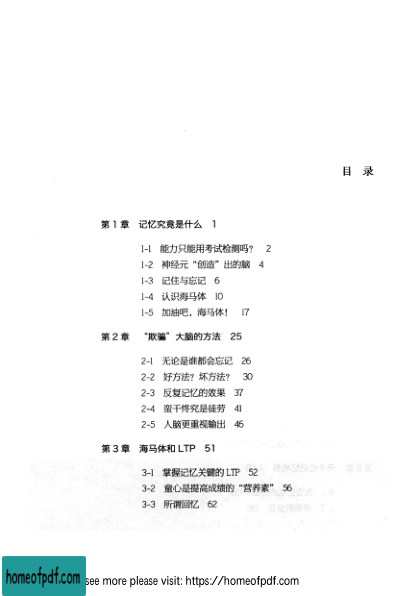 目 录
第 1 章 记忆究竟是什么 1
1-1 能力只能用考试检测吗？ 2
1-2 神经元“创造”出的脑 4
1-3 记住与忘记 6
1-4 认识海马体 10
1-5 加油吧，海马体！ 17
第 2 章 “欺骗”大脑的方法 25
2-1 无论是谁都会忘记 26
2-2 好方法？坏方法？ 30
2-3 反复记忆的效果 37
2-4 蛮干终究是徒劳 41
2-5 人脑更重视输出 46
第 3 章 海马体和 LTP 51
3-1 掌握记忆关键的 LTP 52
3-2 童心是提高成绩的“营养素” 56
3-3 所谓回忆 62
homeofpdf.com
see more please visit: https://homeofpdf.com